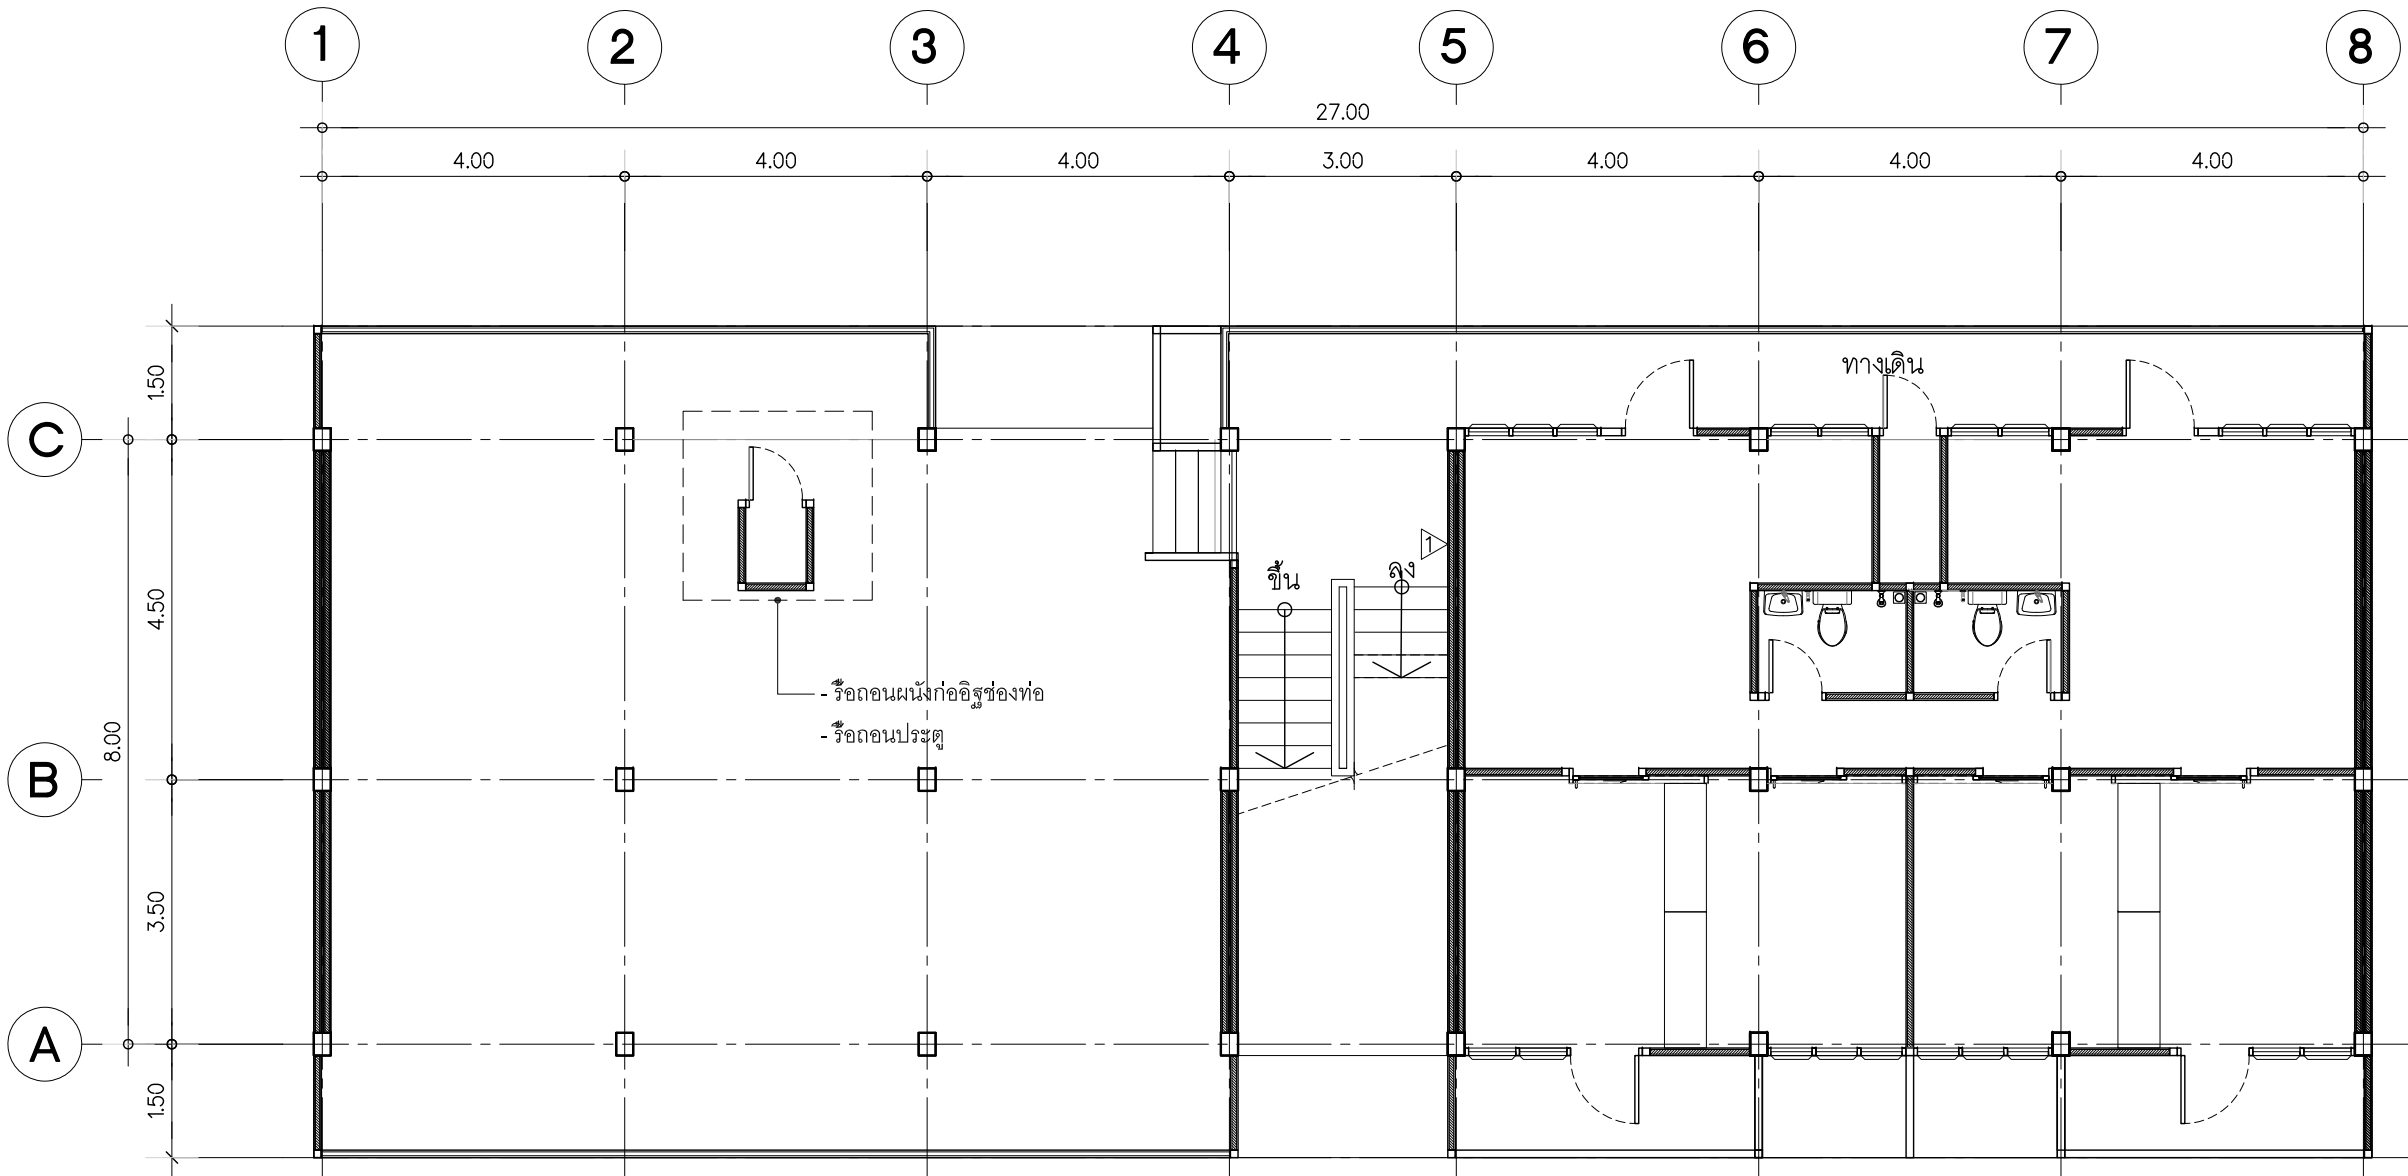 1 2 3 4 5 6 7 8
27.00
4.00 4.00 4.00 3.00 4.00 4.00 4.00
1.50
ทางเดิน
C
1
ขึ้น
ลง
4.50
- รื้อถอนผนังก่ออิฐช่องท่อ
- รื้อถอนประตู
8.00
B
3.50
A
1.50